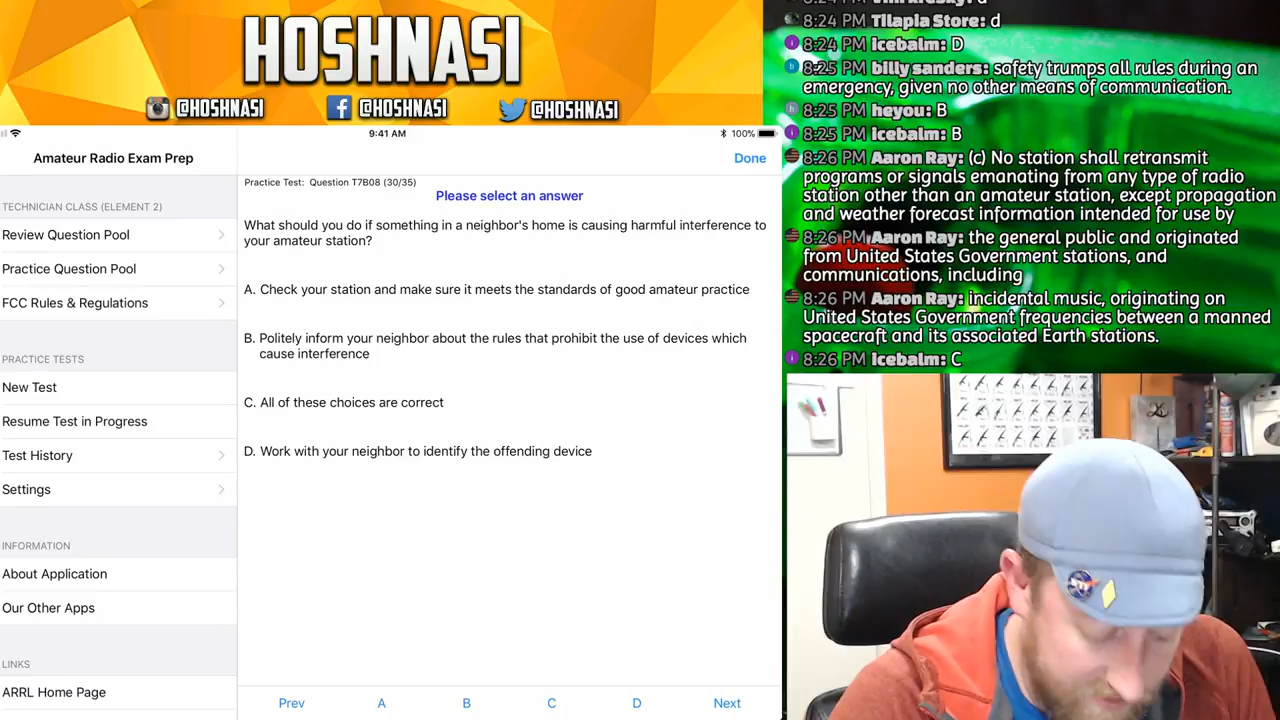 HOSHNASI
@HOSHNASI
@HOSHNASI
@HOSHNASI
9:41 AM
100%
Amateur Radio Exam Prep
Done
TECHNICIAN CLASS (ELEMENT 2)
Review Question Pool
Practice Question Pool
FCC Rules & Regulations
PRACTICE TESTS
New Test
Resume Test in Progress
Test History
Settings
INFORMATION
About Application
Our Other Apps
LINKS
ARRL Home Page
Practice Test: Question T7B08 (30/35)
Please select an answer
What should you do if something in a neighbor's home is causing harmful interference to
your amateur station?
A. Check your station and make sure it meets the standards of good amateur practice
B. Politely inform your neighbor about the rules that prohibit the use of devices which
cause interference
C. All of these choices are correct
D. Work with your neighbor to identify the offending device
Prev
A
B
C
D
Next
8:24 PM Tilapia Store: d
8:24 PM icebalm: D
8:25 PM billy sanders: safety trumps all rules during an
emergency, given no other means of communication.
8:25 PM heyou: B
8:25 PM icebalm: B
8:26 PM Aaron Ray: (c) No station shall retransmit
programs or signals emanating from any type of radio
station other than an amateur station, except propagation
and weather forecast information intended for use by
8:26 PM Aaron Ray: the general public and originated
from United States Government stations, and
communications, including
8:26 PM Aaron Ray: incidental music, originating on
United States Government frequencies between a manned
spacecraft and its associated Earth stations.
8:26 PM icebalm: C